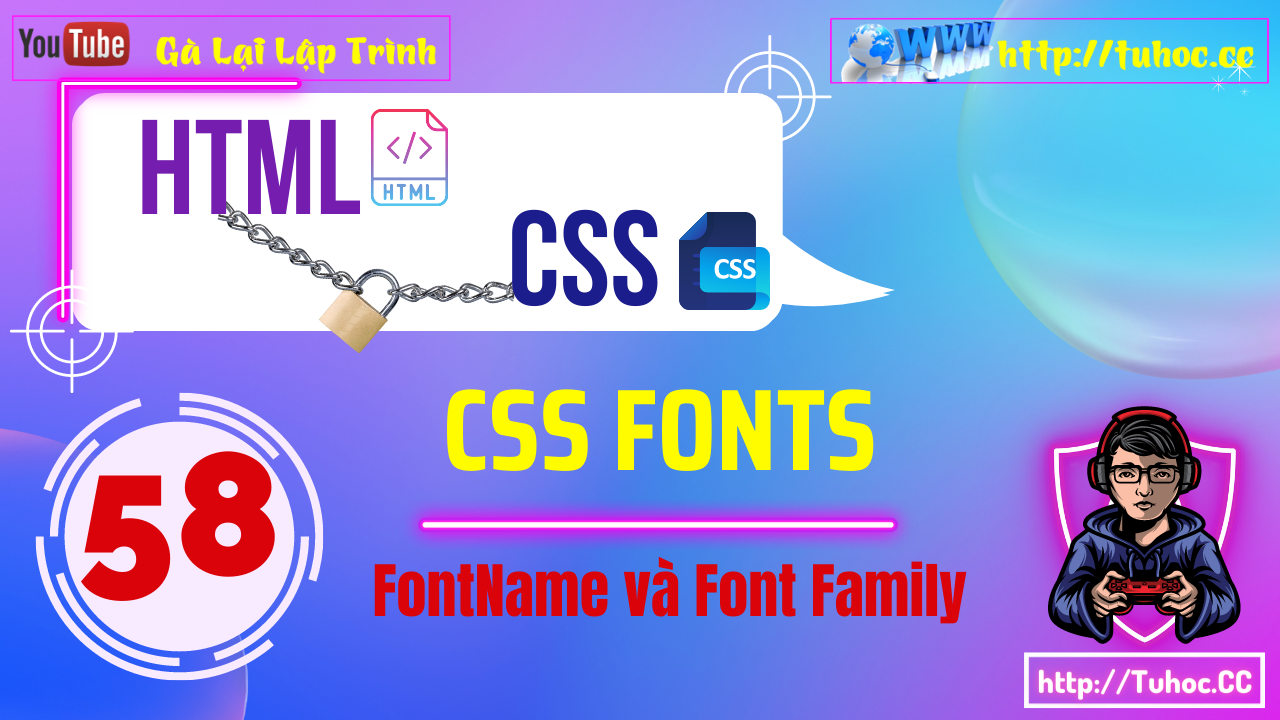 YouTube Gà Lại Lập Trình
WWW http://tuhoc.cc
HTML
</>
HTML
CSS
CSS
CSS FONTS
58
FontName và Font Family
http://Tuhoc.CC